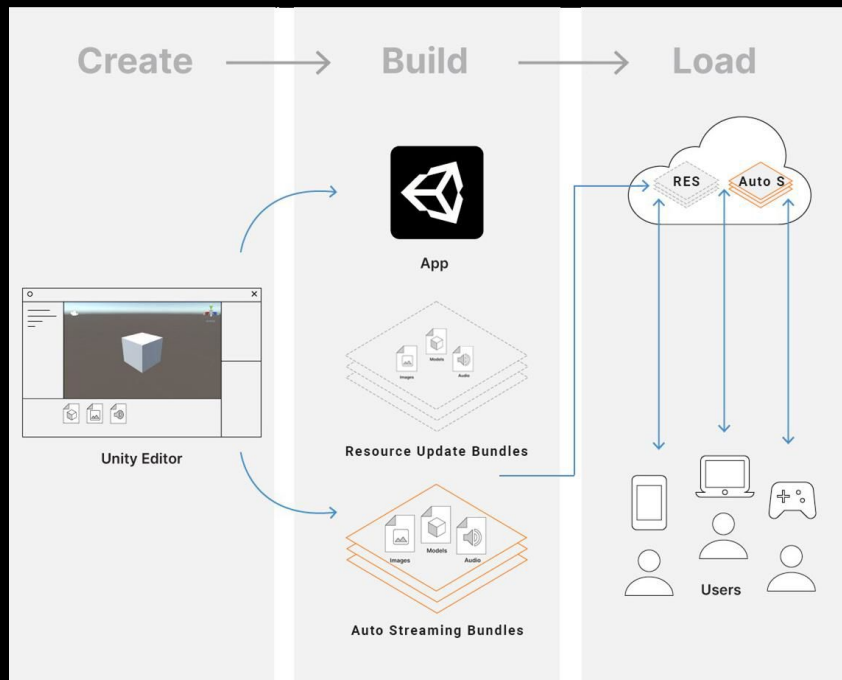 Create
Build
Load
RES
Auto S
App
Models
Images
Audio
Unity Editor
Resource Update Bundles
Models
Images
Audio
Auto Streaming Bundles
Users